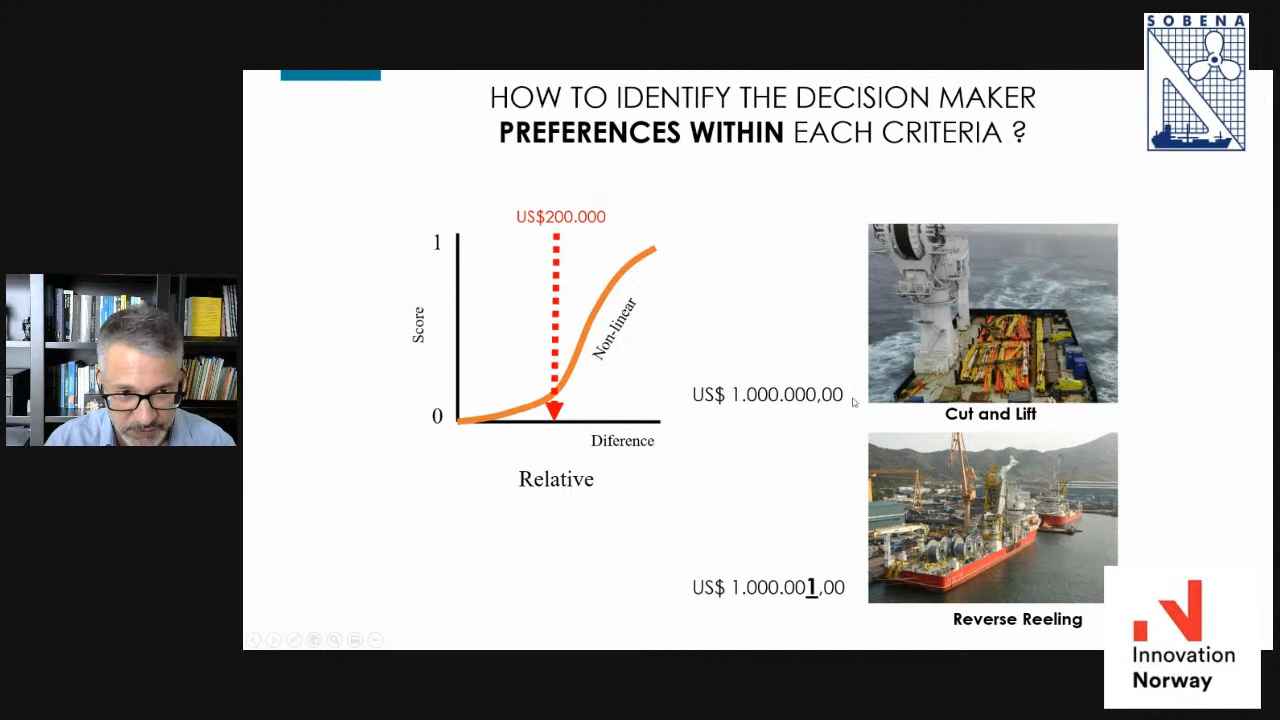 SOBENA
HOW TO IDENTIFY THE DECISION MAKER
PREFERENCES WITHIN EACH CRITERIA ?
US$200.000
1
Score
Non-linear
0
Diference
Relative
US$ 1.000.000,00
Cut and Lift
US$ 1.000.001,00
Reverse Reeling
Innovation
Norway